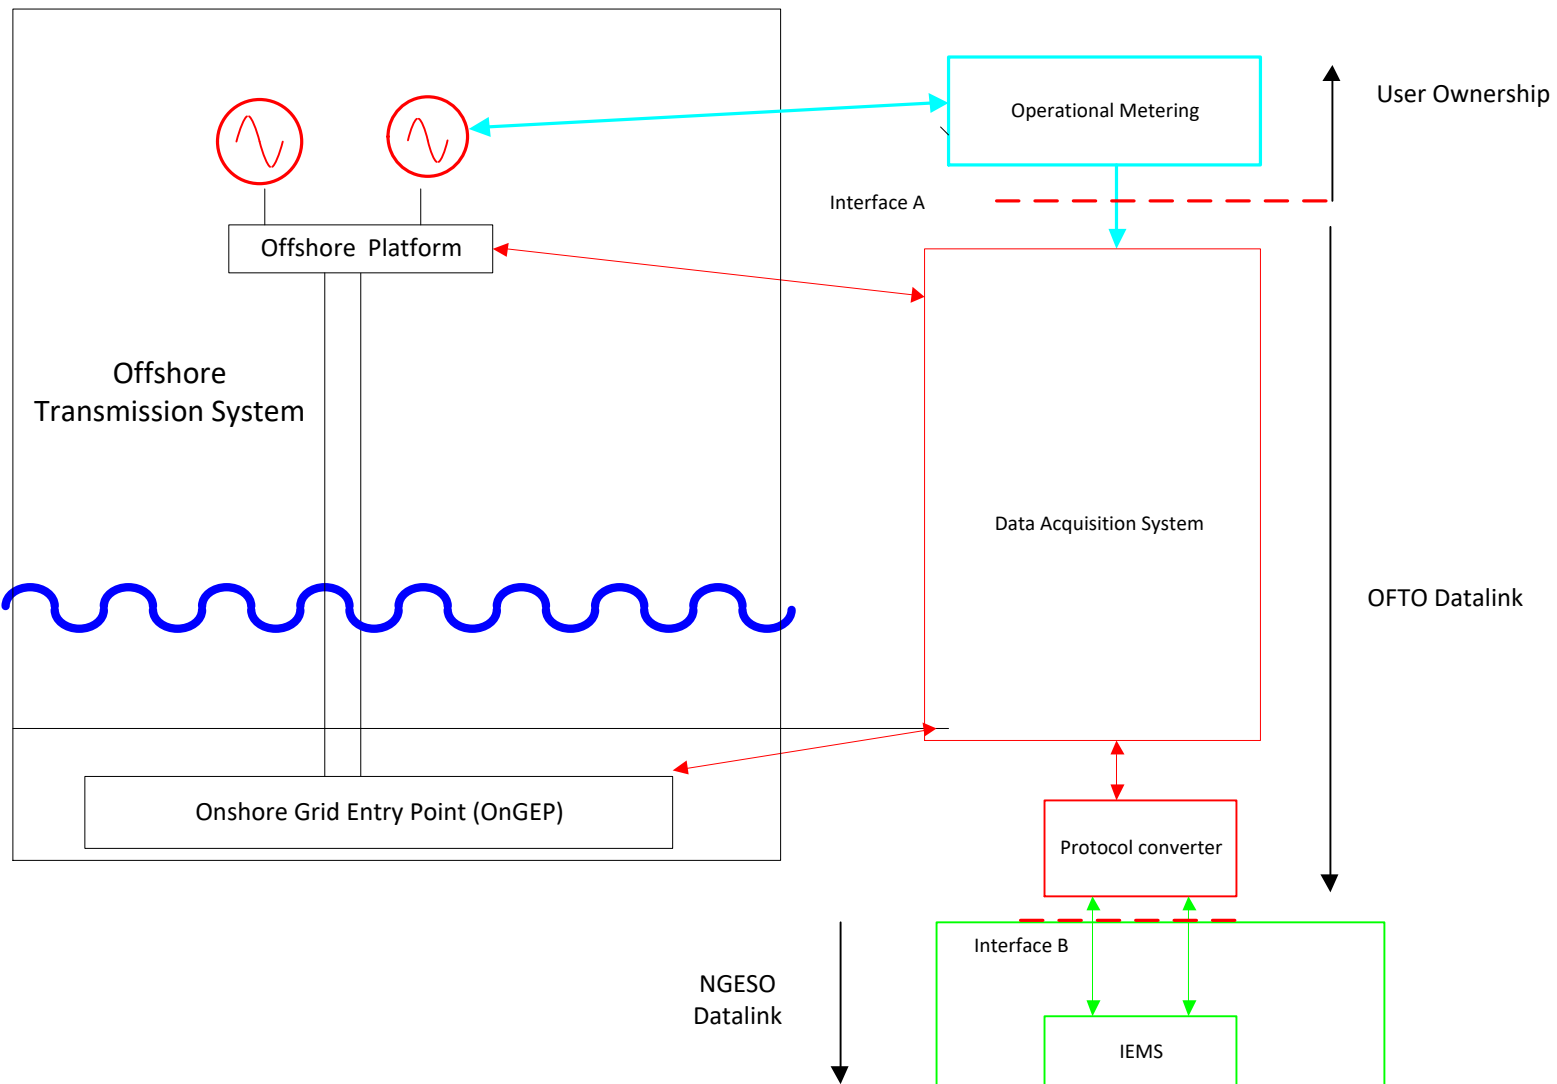 User Ownership
Operational Metering
Interface A
Offshore Platform
Offshore
Transmission System
Data Acquisition System
OFTO Datalink
Onshore Grid Entry Point (OnGEP)
Protocol converter
Interface B
NGESO
Datalink
IEMS